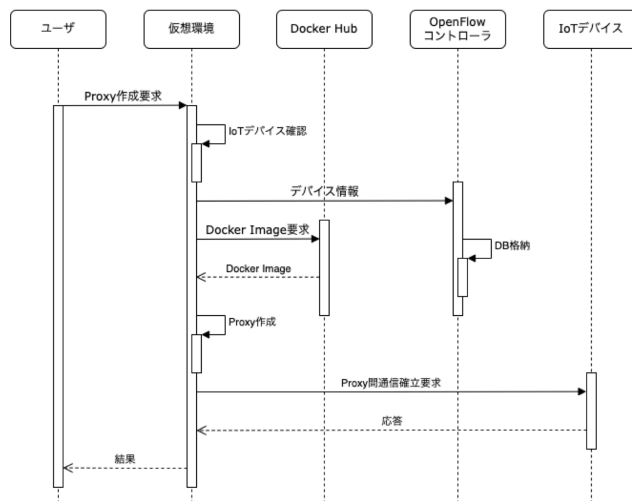 ユーザ
仮想環境
Docker Hub
OpenFlow
コントローラ
IoTデバイス
Proxy作成要求
IoTデバイス確認
デバイス情報
Docker Image要求
DB格納
Docker Image
Proxy作成
Proxy間通信確立要求
応答
結果